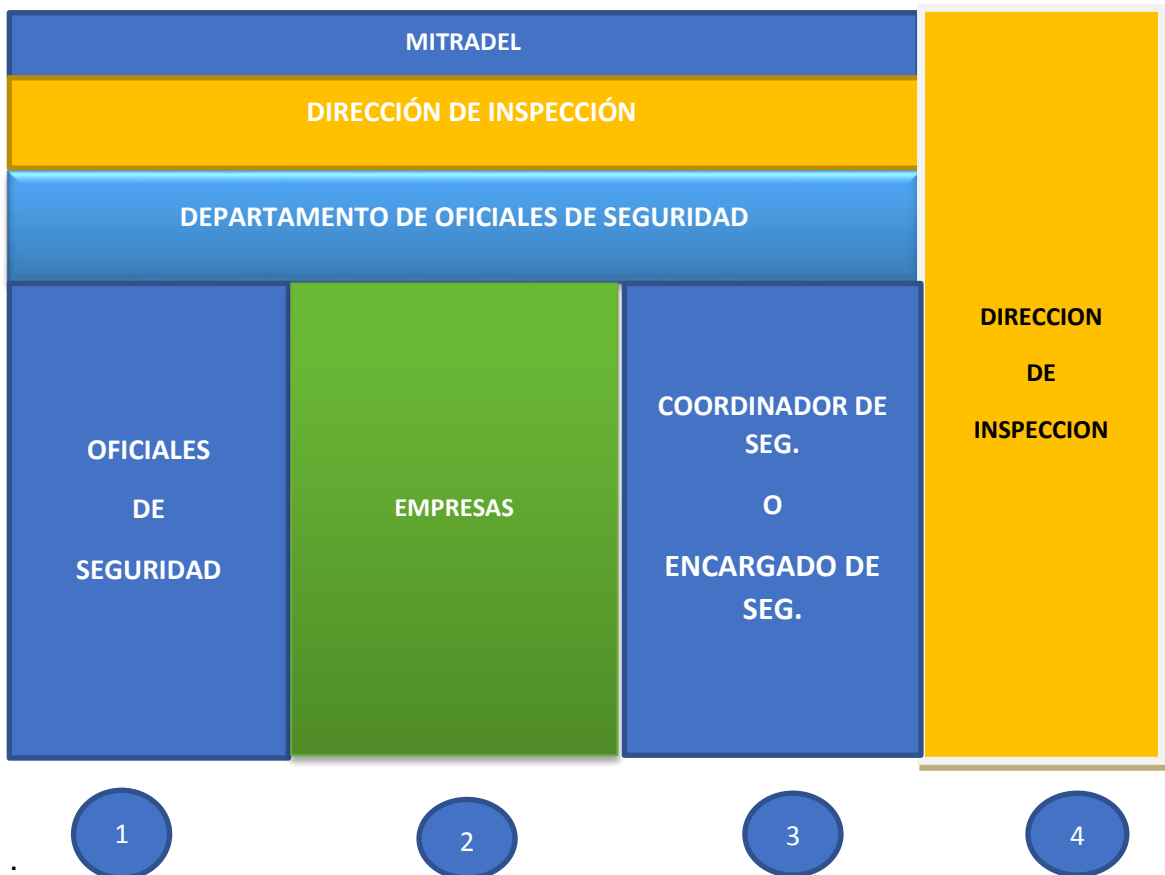 MITRADEL
DIRECCIÓN DE INSPECCIÓN
DEPARTAMENTO DE OFICIALES DE SEGURIDAD
OFICIALES
DE
SEGURIDAD
EMPRESAS
COORDINADOR DE
SEG.
O
ENCARGADO DE
SEG.
DIRECCION
DE
INSPECCION
1
2
3
4
.